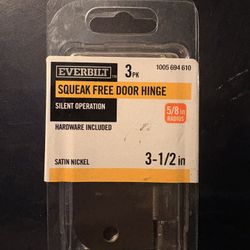 EVERBILT™ 3PK 1005 694 610
SQUEAK FREE DOOR HINGE
SILENT OPERATION
5/8 in
RADIUS
HARDWARE INCLUDED
SATIN NICKEL 3-1/2 in